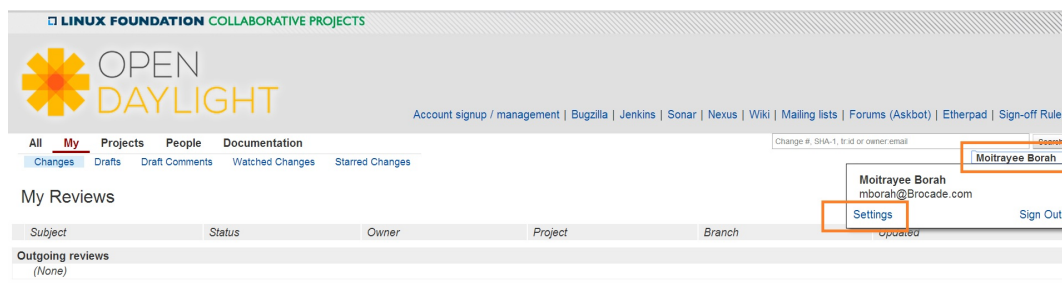 LINUX FOUNDATION COLLABORATIVE PROJECTS
OPEN
DAYLIGHT
Account signup / management | Bugzilla | Jenkins | Sonar | Nexus | Wiki | Mailing lists | Forums (Askbot) | Etherpad | Sign-off Rule
All My Projects People Documentation
Change #, SHA-1, tr:id or owner:email Search
Changes Drafts Draft Comments Watched Changes Starred Changes
Moitrayee Borah
Moitrayee Borah
mborah@Brocade.com
My Reviews
Settings Sign Out
Subject Status Owner Project Branch Updated
Outgoing reviews
(None)